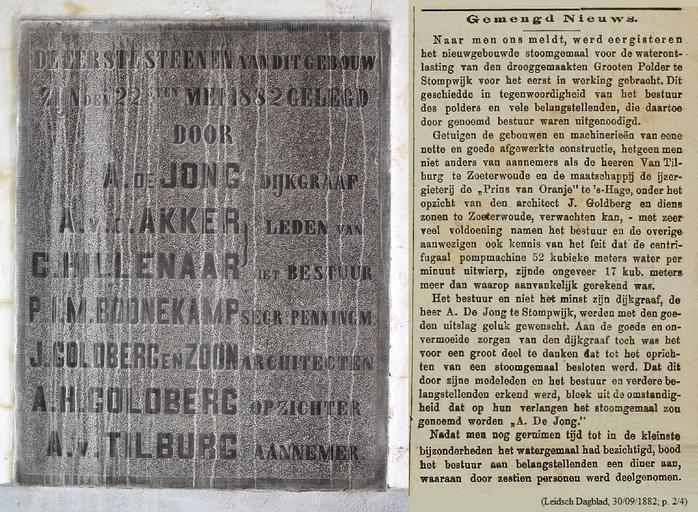 DE EERSTE STEENEN AAN DIT GEBOUW
ZIJN DEN 22STEN MEI 1882 GELEGD
DOOR
A. DE JONG DIJKGRAAF
A. v. d. AKKER } LEDEN VAN
C. HILLENAAR } HET BESTUUR
P.I.M. BOONEKAMP SECR: PENNINGM.
J. GOLDBERG EN ZOON ARCHITECTEN
A.H. GOLDBERG OPZICHTER
A. v. TILBURG AANNEMER
Gemengd Nieuws.
Naar men ons meldt, werd eergisteren
het nieuwgebouwde stoomgemaal voor de wateront-
lasting van den drooggemaakten Grooten Polder te
Stompwijk voor het eerst in working gebracht. Dit
geschiedde in tegenwoordigheid van het bestuur
des polders en vele belangstellenden, die daartoe
door genoemd bestuur waren uitgenoodigd.
Getuigen de gebouwen en machinerieën van eene
nette en goede afgewerkte constructie, hetgeen men
niet anders van aannemers als de heeren Van Til-
burg te Zoeterwoude en de maatschappij de ijzer-
gieterij de „Prins van Oranje" te 's-Hage, onder het
opzicht van den architect J. Goldberg en diens
zonen te Zoeterwoude, verwachten kan, - met zeer
veel voldoening namen het bestuur en de overige
aanwezigen ook kennis van het feit dat de centri-
fugaal pompmachine 52 kubieke meters water per
minuut uitwierp, zijnde ongeveer 17 kub. meters
meer dan waarop aanvankelijk gerekend was.
Het bestuur en niet het minst zijn dijkgraaf, de
heer A. De Jong te Stompwijk, werden met den goe-
den uitslag geluk gewenscht. Aan de goede en on-
vermoeide zorgen van den dijkgraaf toch was het
voor een groot deel te danken dat tot het oprich-
ten van een stoomgemaal besloten werd. Dat dit
door zijne medeleden en het bestuur en verdere be-
langstellenden erkend werd, bleek uit de omstandig-
heid dat op hun verlangen het stoomgemaal zou
genoemd worden „A. De Jong."
Nadat men nog geruimen tijd tot in de kleinste
bijzonderheden het watergemaal had bezichtigd, bood
het bestuur aan belangstellenden een diner aan,
waaraan door zestien personen werd deelgenomen.
(Leidsch Dagblad, 30/09/1882; p. 2/4)